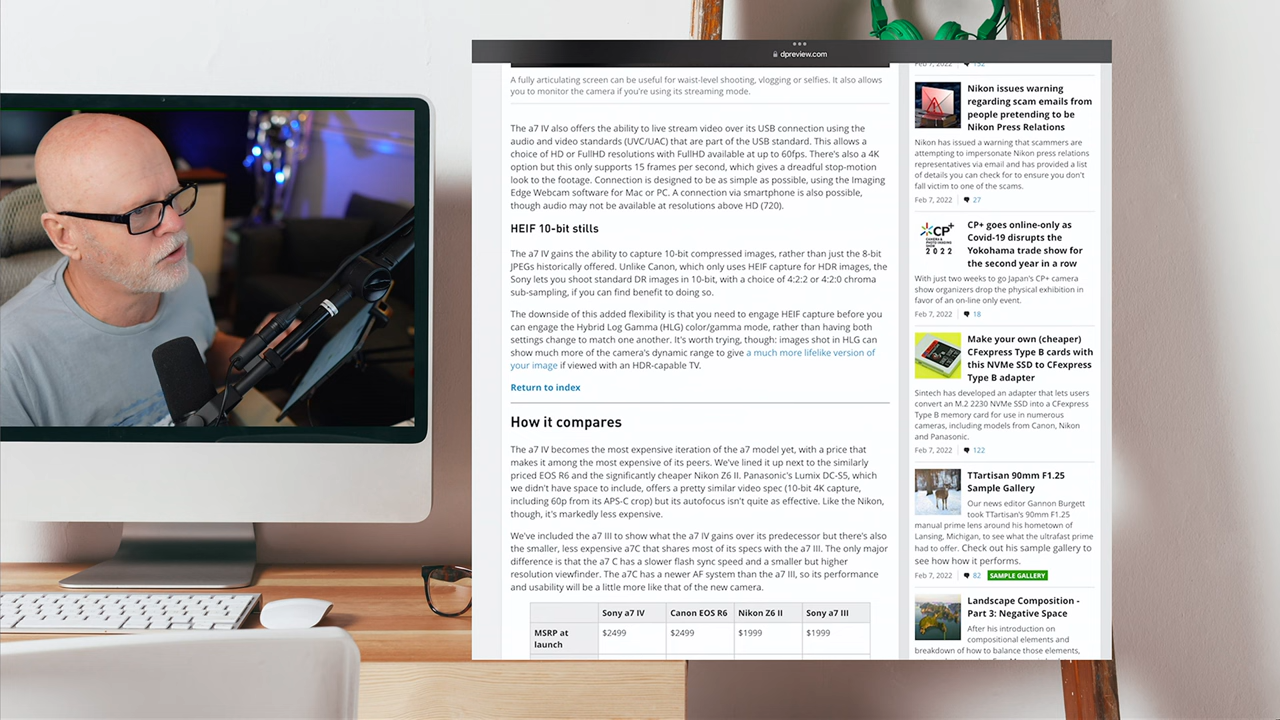 dpreview.com
A fully articulating screen can be useful for waist-level shooting, vlogging or selfies. It also allows
you to monitor the camera if you're using its streaming mode.
The a7 IV also offers the ability to live stream video over its USB connection using the
audio and video standards (UVC/UAC) that are part of the USB standard. This allows a
choice of HD or FullHD resolutions with FullHD available at up to 60fps. There's also a 4K
option but this only supports 15 frames per second, which gives a dreadful stop-motion
look to the footage. Connection is designed to be as simple as possible, using the Imaging
Edge Webcam software for Mac or PC. A connection via smartphone is also possible,
though audio may not be available at resolutions above HD (720).
HEIF 10-bit stills
The a7 IV gains the ability to capture 10-bit compressed images, rather than just the 8-bit
JPEGs historically offered. Unlike Canon, which only uses HEIF capture for HDR images, the
Sony lets you shoot standard DR images in 10-bit, with a choice of 4:2:2 or 4:2:0 chroma
sub-sampling, if you can find benefit to doing so.
The downside of this added flexibility is that you need to engage HEIF capture before you
can engage the Hybrid Log Gamma (HLG) color/gamma mode, rather than having both
settings change to match one another. It's worth trying, though: images shot in HLG can
show much more of the camera's dynamic range to give a much more lifelike version of
your image if viewed with an HDR-capable TV.
Return to index
How it compares
The a7 IV becomes the most expensive iteration of the a7 model yet, with a price that
makes it among the most expensive of its peers. We've lined it up next to the similarly
priced EOS R6 and the significantly cheaper Nikon Z6 II. Panasonic's Lumix DC-S5, which
we didn't have space to include, offers a pretty similar video spec (10-bit 4K capture,
including 60p from its APS-C crop) but its autofocus isn't quite as effective. Like the Nikon,
though, it's markedly less expensive.
We've included the a7 III to show what the a7 IV gains over its predecessor but there's also
the smaller, less expensive a7C that shares most of its specs with the a7 III. The only major
difference is that the a7 C has a slower flash sync speed and a smaller but higher
resolution viewfinder. The a7C has a newer AF system than the a7 III, so its performance
and usability will be a little more like that of the new camera.
Sony a7 IV Canon EOS R6 Nikon Z6 II Sony a7 III
MSRP at
launch
$2499 $2499 $1999 $1999
Feb 7, 2022 132
Nikon issues warning
regarding scam emails from
people pretending to be
Nikon Press Relations
Nikon has issued a warning that scammers are
attempting to impersonate Nikon press relations
representatives via email and has provided a list
of details you can check for to ensure you don't
fall victim to one of the scams.
Feb 7, 2022 27
CP+
2022
CP+ goes online-only as
Covid-19 disrupts the
Yokohama trade show for
the second year in a row
With just two weeks to go Japan's CP+ camera
show organizers drop the physical exhibition in
favor of an on-line only event.
Feb 7, 2022 18
Make your own (cheaper)
CFexpress Type B cards with
this NVMe SSD to CFexpress
Type B adapter
Sintech has developed an adapter that lets users
convert an M.2 2230 NVMe SSD into a CFexpress
Type B memory card for use in numerous
cameras, including models from Canon, Nikon
and Panasonic.
Feb 7, 2022 122
TTartisan 90mm F1.25
Sample Gallery
Our news editor Gannon Burgett
took TTartisan's 90mm F1.25
manual prime lens around his hometown of
Lansing, Michigan, to see what the ultrafast prime
had to offer. Check out his sample gallery to
see how how it performs.
Feb 7, 2022 82 SAMPLE GALLERY
Landscape Composition -
Part 3: Negative Space
After his introduction on
compositional elements and
breakdown of how to balance those elements,